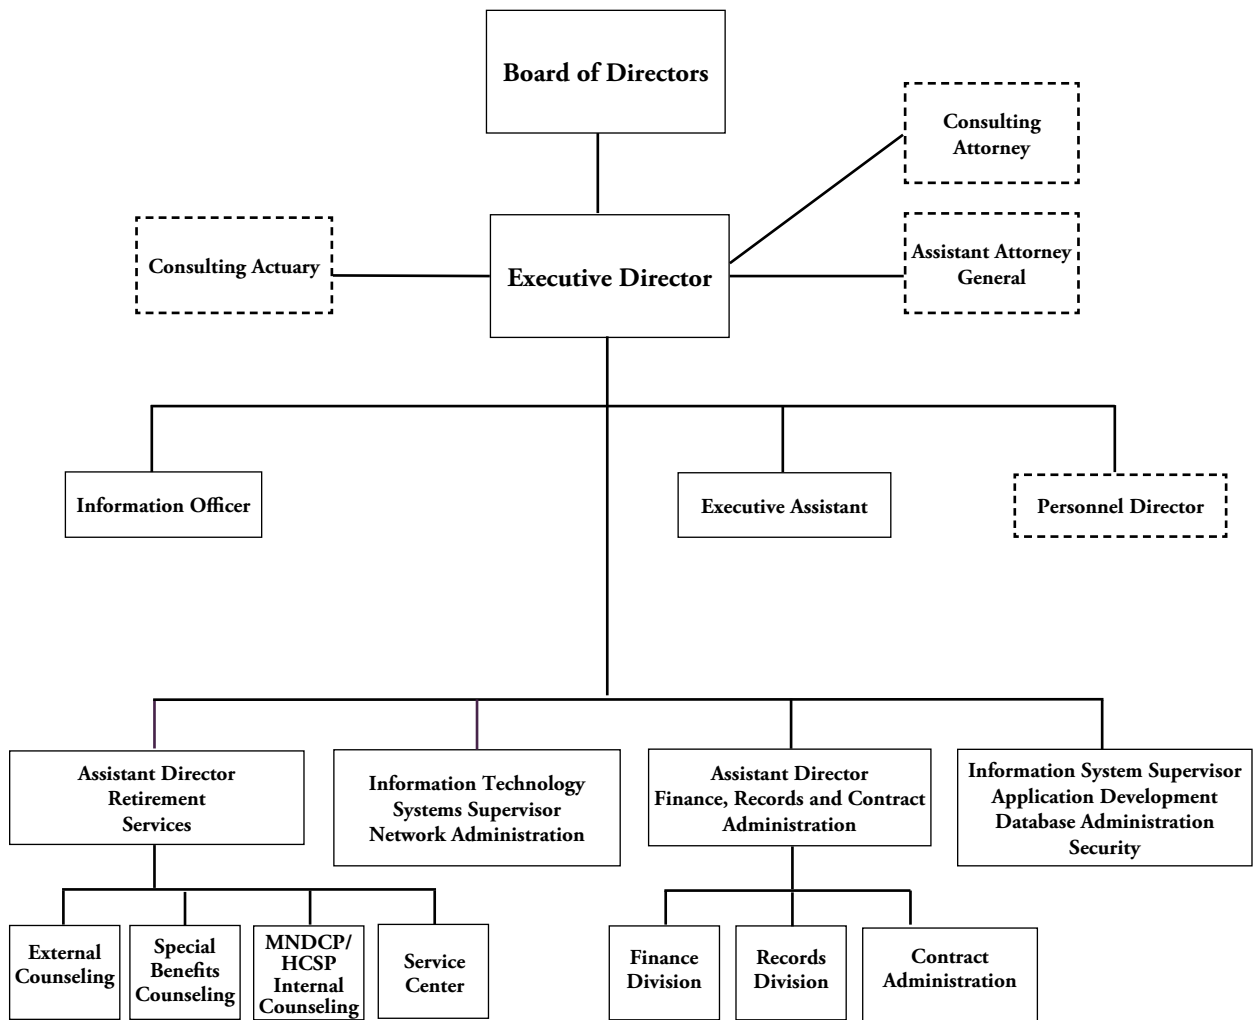 Board of Directors
Consulting
Attorney
Consulting Actuary
Executive Director
Assistant Attorney
General
Information Officer
Executive Assistant
Personnel Director
Assistant Director
Retirement
Services
Information Technology
Systems Supervisor
Network Administration
Assistant Director
Finance, Records and Contract
Administration
Information System Supervisor
Application Development
Database Administration
Security
External
Counseling
Special
Benefits
Counseling
MNDCP/
HCSP
Internal
Counseling
Service
Center
Finance
Division
Records
Division
Contract
Administration